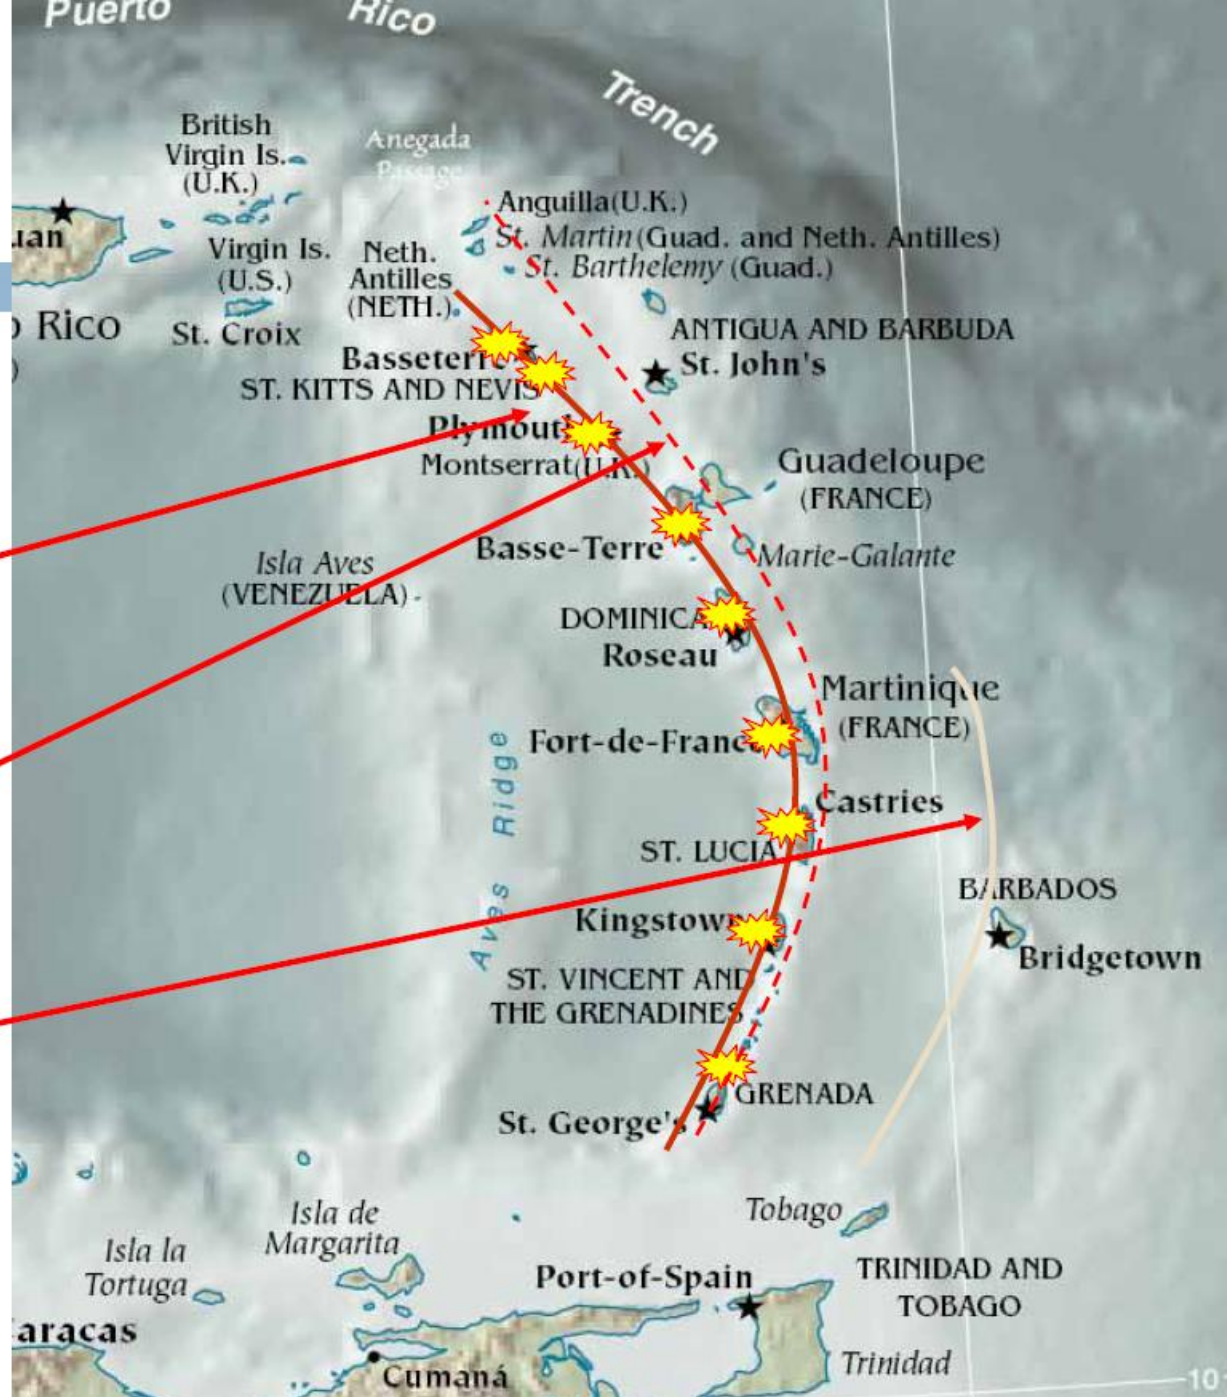 Puerto Rico
Trench
British
Virgin Is.
(U.K.)
Anegada
Passage
Anguilla(U.K.)
St. Martin(Guad. and Neth. Antilles)
St. Barthelemy (Guad.)
uan
Virgin Is.
(U.S.)
Neth.
Antilles
(NETH.)
Rico
)
St. Croix
ANTIGUA AND BARBUDA
St. John's
Basseterre
ST. KITTS AND NEVIS
Plymouth
Montserrat(U.K.)
Guadeloupe
(FRANCE)
Basse-Terre
Marie-Galante
Isla Aves
(VENEZUELA)
DOMINICA
Roseau
Martinique
(FRANCE)
Fort-de-France
Aves Ridge
Castries
ST. LUCIA
BARBADOS
Bridgetown
Kingstown
ST. VINCENT AND
THE GRENADINES
GRENADA
St. George's
Tobago
Isla de
Margarita
Isla la
Tortuga
Port-of-Spain
TRINIDAD AND
TOBAGO
aracas
Cumaná
Trinidad
10